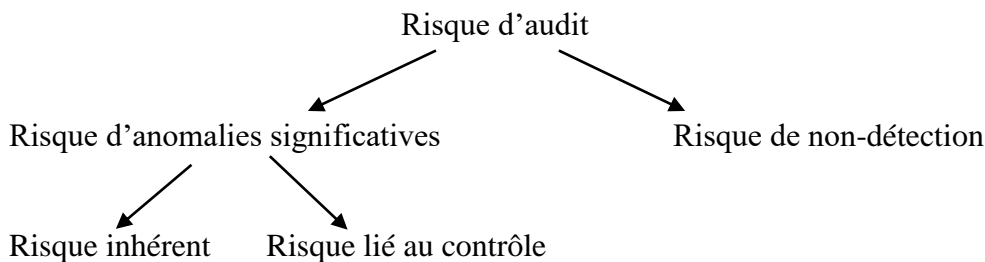 Risque d’audit
Risque d’anomalies significatives Risque de non-détection
Risque inhérent Risque lié au contrôle